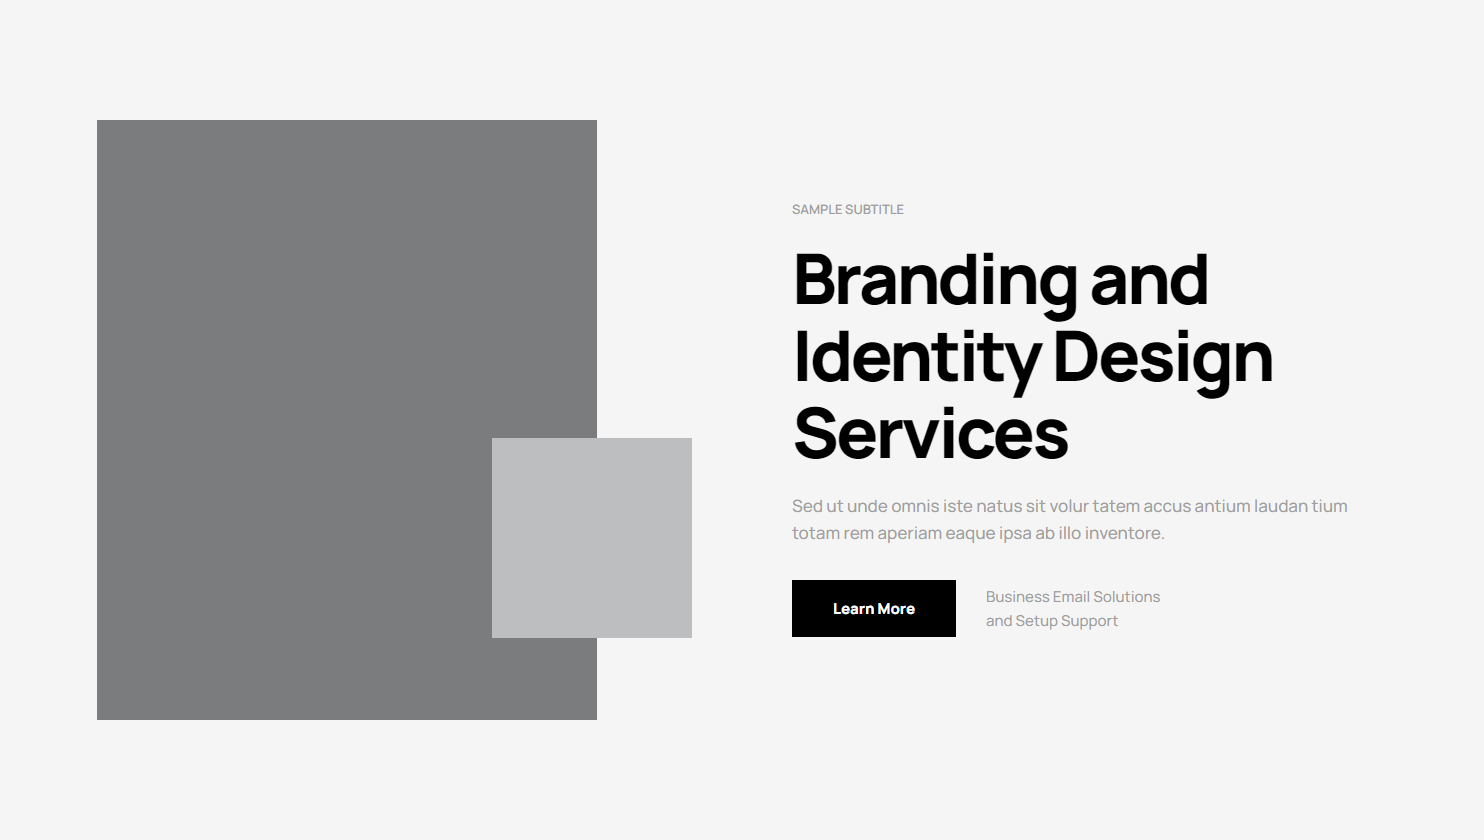 SAMPLE SUBTITLE
Branding and
Identity Design
Services
Sed ut unde omnis iste natus sit volur tatem accus antium laudan tium
totam rem aperiam eaque ipsa ab illo inventore.
Learn More
Business Email Solutions
and Setup Support